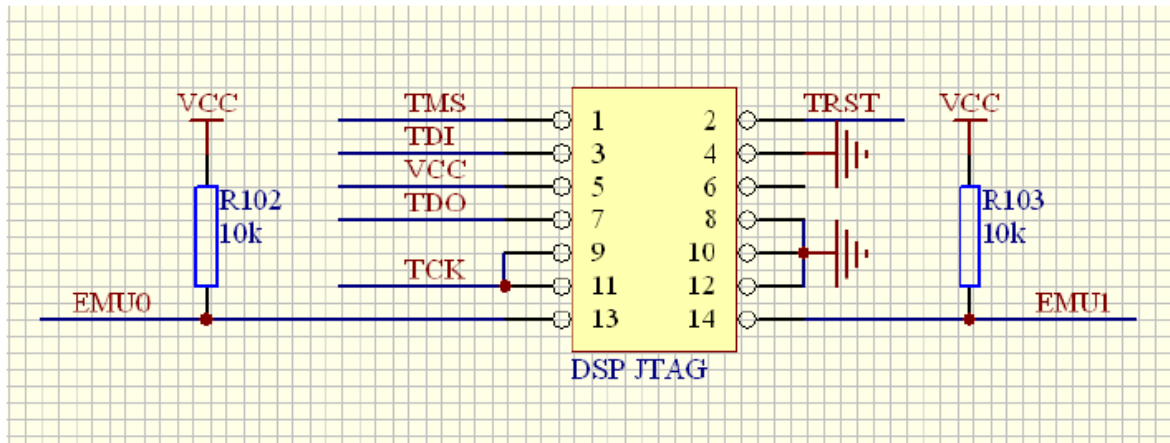 VCC TMS TRST VCC
1 2
TDI
3 4
VCC
5 6
R102 TDO R103
10k 7 8 10k
9 10
TCK
11 12
EMU0 EMU1
13 14
DSP JTAG